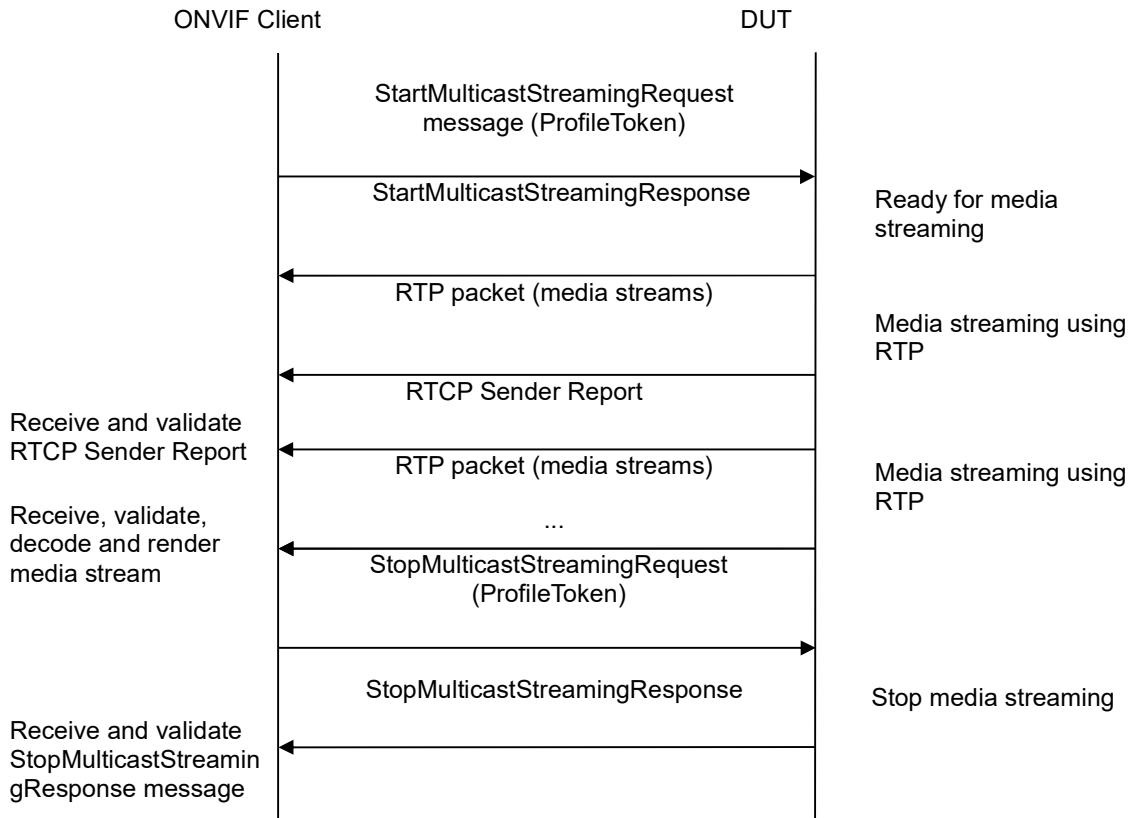 ONVIF Client
DUT
StartMulticastStreamingRequest
message (ProfileToken)
StartMulticastStreamingResponse
Ready for media
streaming
RTP packet (media streams)
Media streaming using
RTP
RTCP Sender Report
Receive and validate
RTCP Sender Report
RTP packet (media streams)
Media streaming using
RTP
Receive, validate,
decode and render
media stream
...
StopMulticastStreamingRequest
(ProfileToken)
StopMulticastStreamingResponse
Stop media streaming
Receive and validate
StopMulticastStreamin
gResponse message